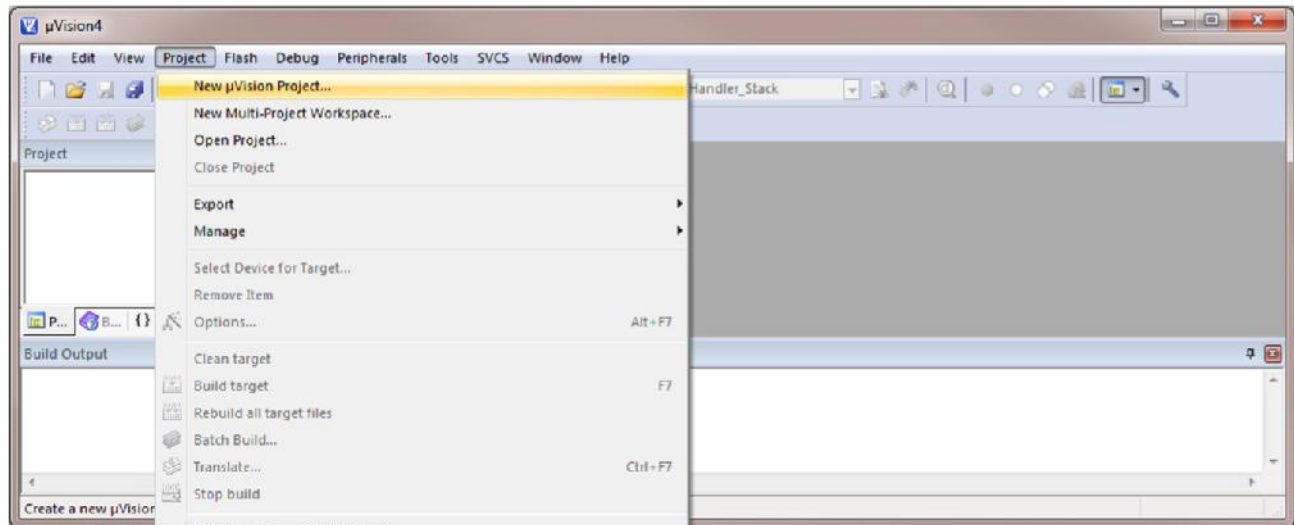 µVision4
File Edit View Project Flash Debug Peripherals Tools SVCS Window Help
New µVision Project...
Handler_Stack
New Multi-Project Workspace...
Project
Open Project...
Close Project
Export
Manage
Select Device for Target...
Remove Item
P... B... {}
Options... Alt+F7
Build Output
Clean target
Build target F7
Rebuild all target files
Batch Build...
Translate... Ctrl+F7
Stop build
Create a new µVision